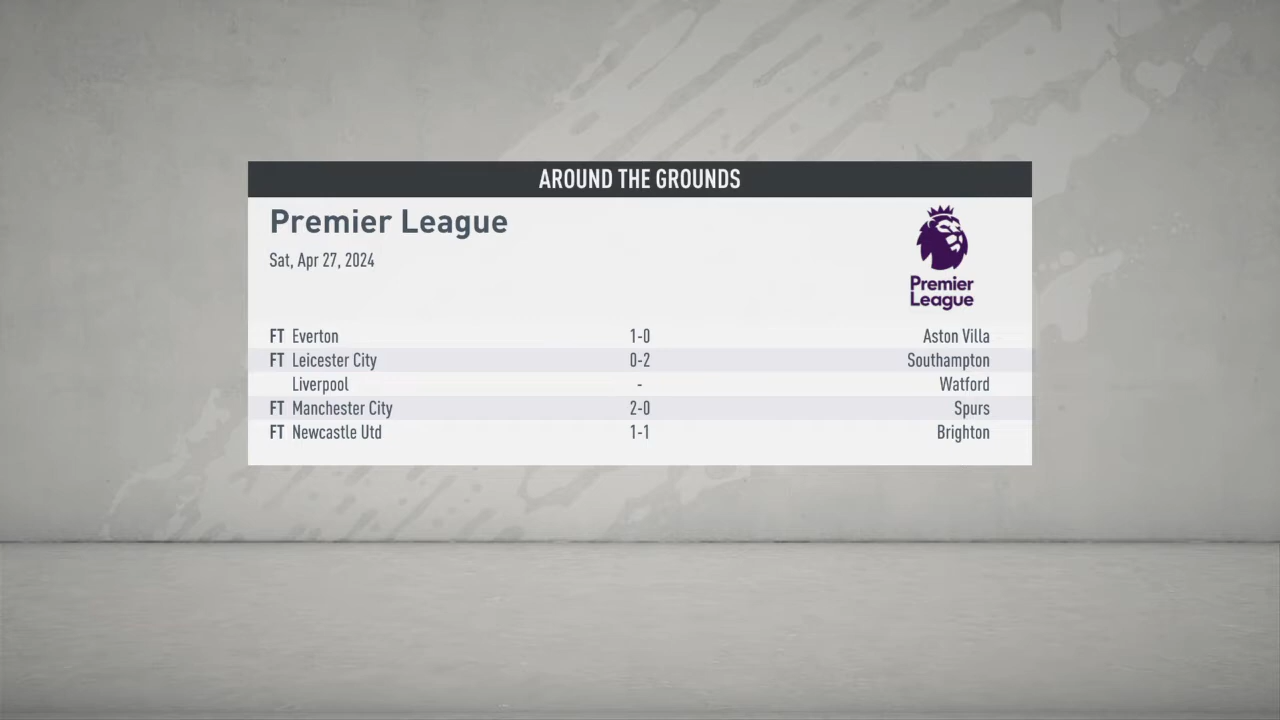 AROUND THE GROUNDS
Premier League
Sat, Apr 27, 2024
Premier
League
FT Everton 1-0 Aston Villa
FT Leicester City 0-2 Southampton
Liverpool - Watford
FT Manchester City 2-0 Spurs
FT Newcastle Utd 1-1 Brighton